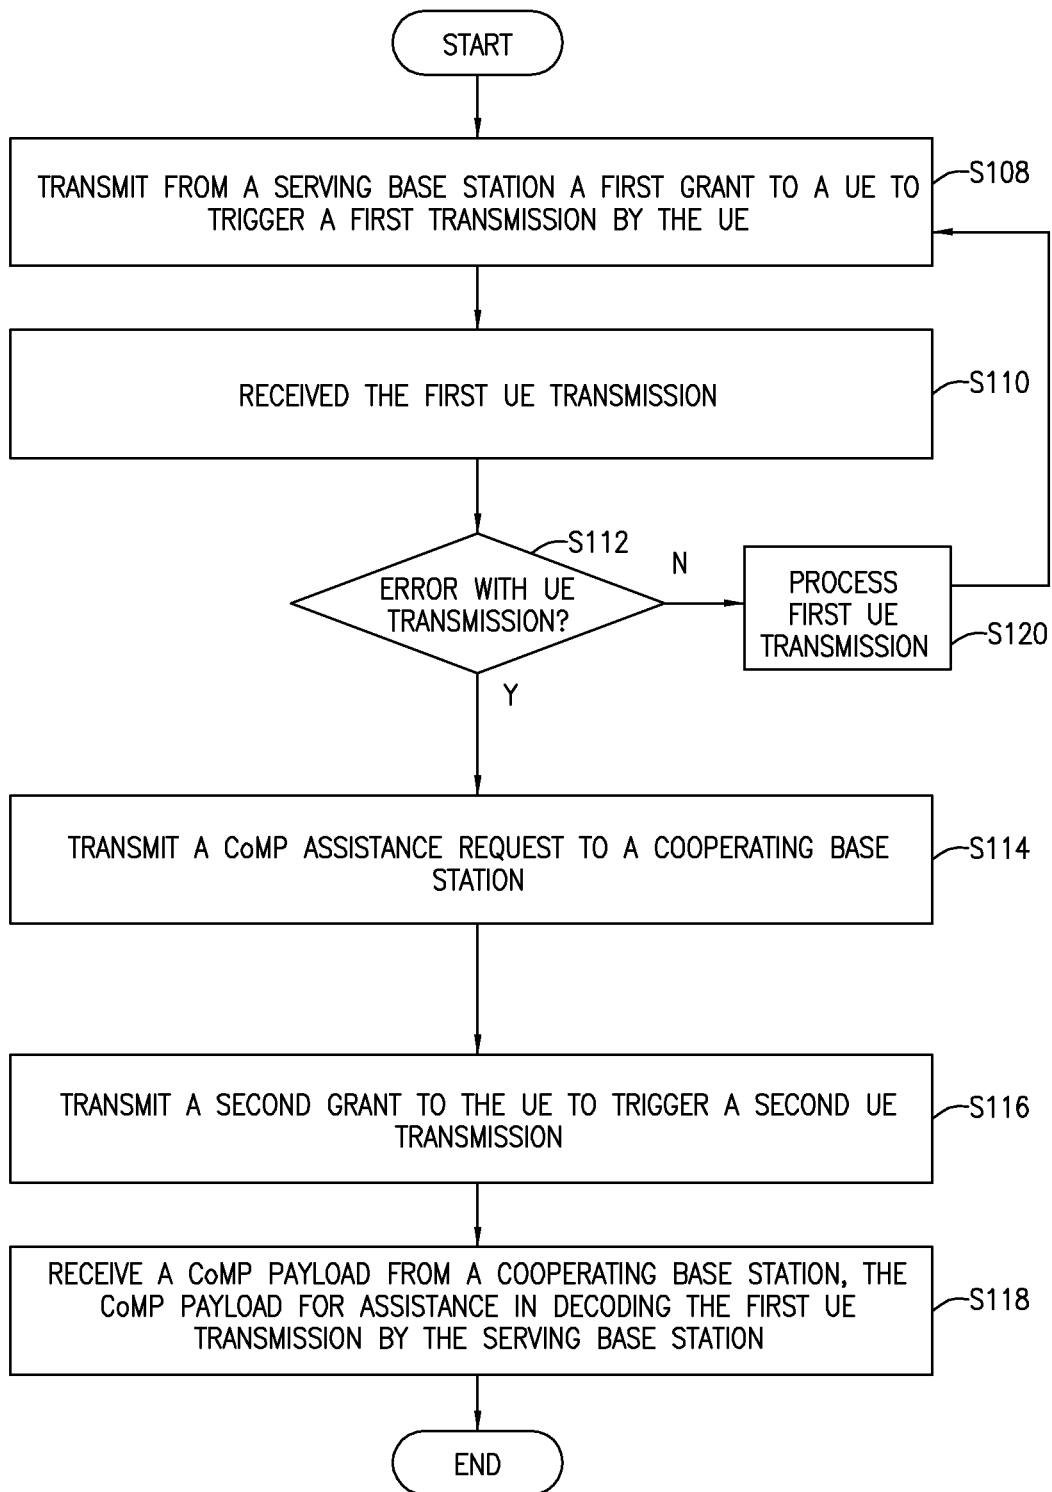 START
TRANSMIT FROM A SERVING BASE STATION A FIRST GRANT TO A UE TO
TRIGGER A FIRST TRANSMISSION BY THE UE
S108
RECEIVED THE FIRST UE TRANSMISSION
S110
S112
ERROR WITH UE
TRANSMISSION?
N
PROCESS
FIRST UE
TRANSMISSION
S120
Y
TRANSMIT A CoMP ASSISTANCE REQUEST TO A COOPERATING BASE
STATION
S114
TRANSMIT A SECOND GRANT TO THE UE TO TRIGGER A SECOND UE
TRANSMISSION
S116
RECEIVE A CoMP PAYLOAD FROM A COOPERATING BASE STATION, THE
CoMP PAYLOAD FOR ASSISTANCE IN DECODING THE FIRST UE
TRANSMISSION BY THE SERVING BASE STATION
S118
END